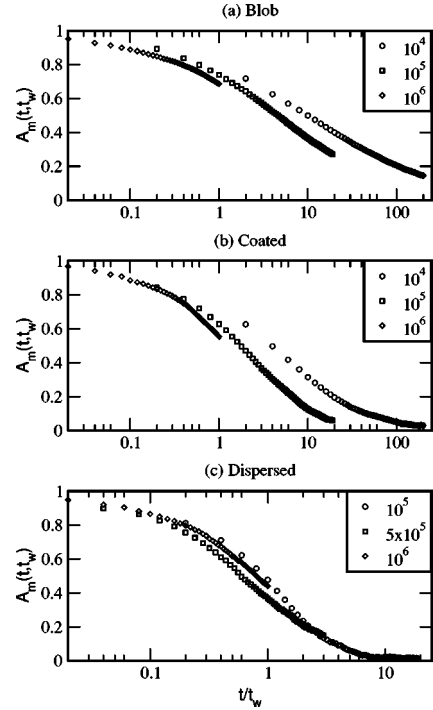 (a) Blob
A_m(t,t_w)
1
0.8
0.6
0.4
0.2
0
10^4
10^5
10^6
0.1 1 10 100
(b) Coated
A_m(t,t_w)
1
0.8
0.6
0.4
0.2
0
10^4
10^5
10^6
0.1 1 10 100
(c) Dispersed
A_m(t,t_w)
1
0.8
0.6
0.4
0.2
0
10^5
5x10^5
10^6
0.1 1 10
t/t_w